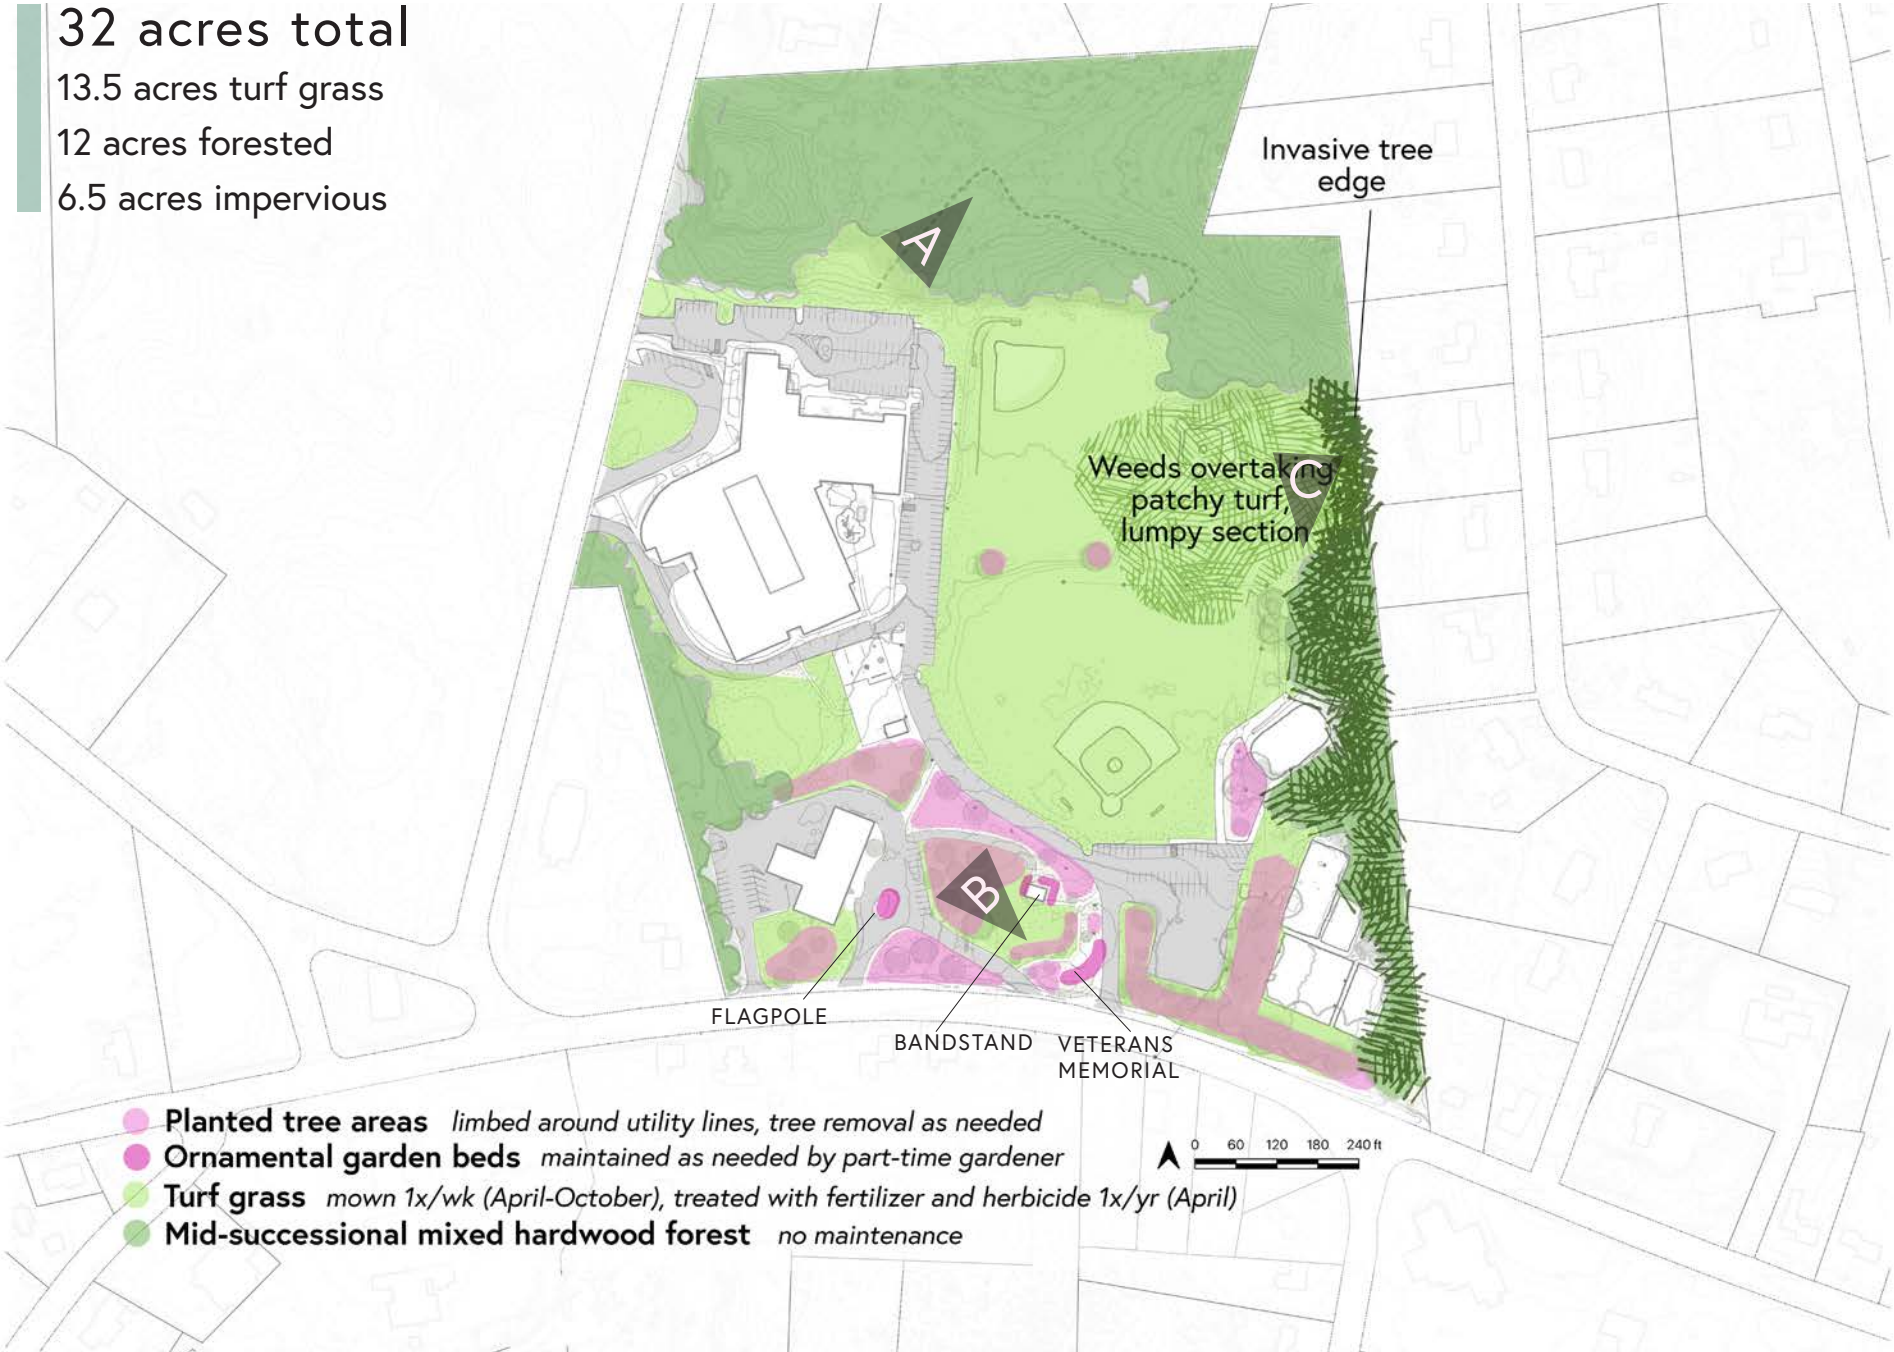 32 acres total
13.5 acres turf grass
12 acres forested
6.5 acres impervious
Invasive tree
edge
A
Weeds overtaking
patchy turf,
lumpy section
C
B
FLAGPOLE
BANDSTAND
VETERANS
MEMORIAL
Planted tree areas limbed around utility lines, tree removal as needed
Ornamental garden beds maintained as needed by part-time gardener
Turf grass mown 1x/wk (April-October), treated with fertilizer and herbicide 1x/yr (April)
Mid-successional mixed hardwood forest no maintenance
0 60 120 180 240 ft